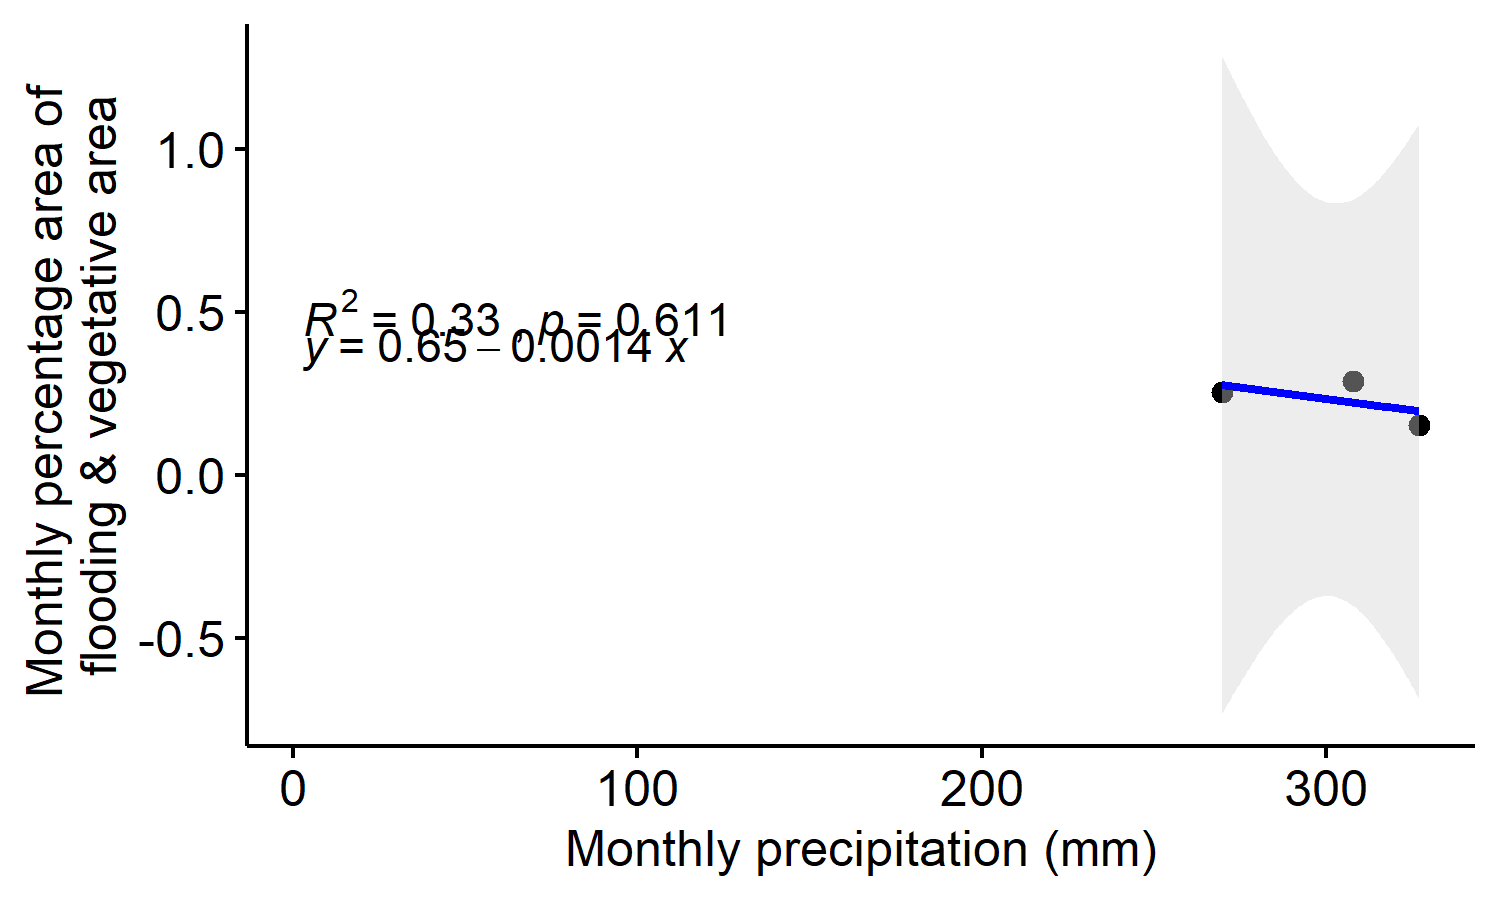 Monthly percentage area of
flooding & vegetative area
1.0
0.5
0.0
-0.5
R² = 0.33 , p = 0.611
y = 0.65 – 0.0014 x
0 100 200 300
Monthly precipitation (mm)